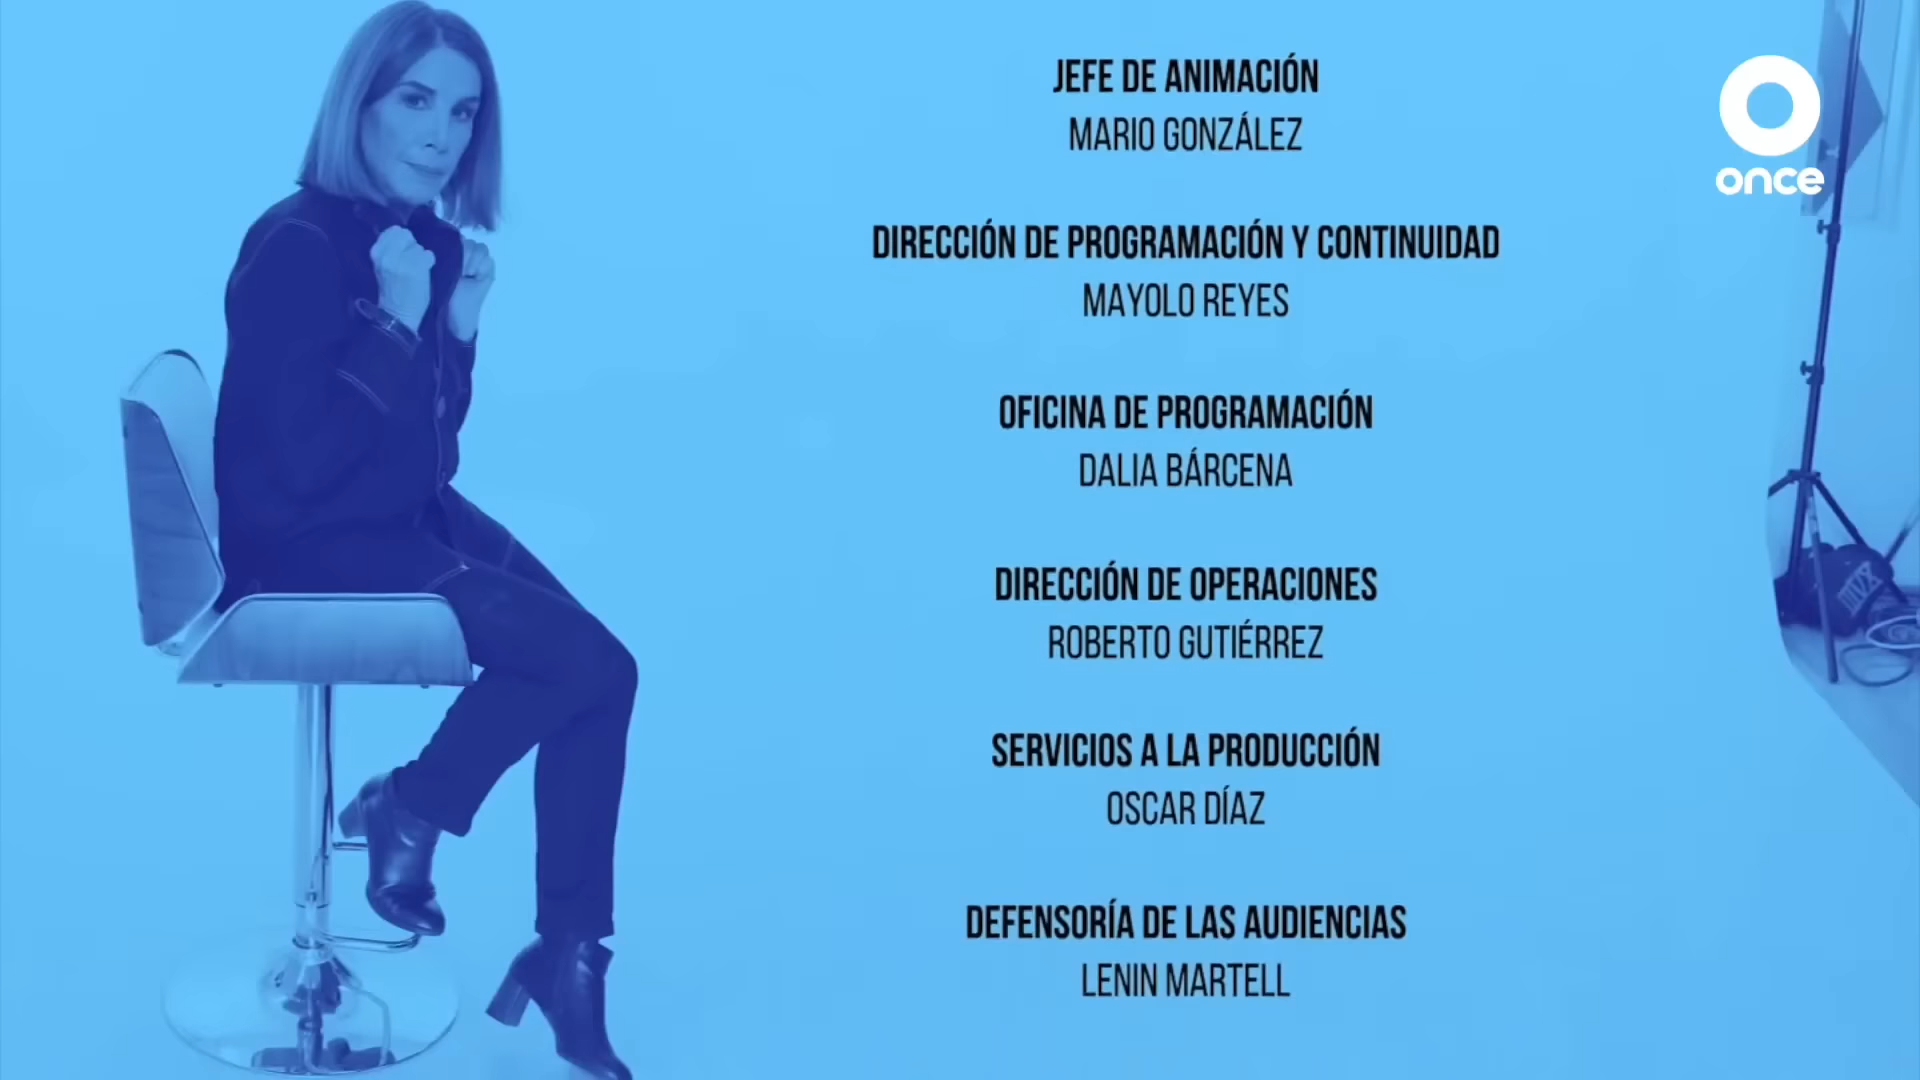 JEFE DE ANIMACIÓN
MARIO GONZÁLEZ
DIRECCIÓN DE PROGRAMACIÓN Y CONTINUIDAD
MAYOLO REYES
OFICINA DE PROGRAMACIÓN
DALIA BÁRCENA
DIRECCIÓN DE OPERACIONES
ROBERTO GUTIÉRREZ
SERVICIOS A LA PRODUCCIÓN
OSCAR DÍAZ
DEFENSORÍA DE LAS AUDIENCIAS
LENIN MARTELL
once